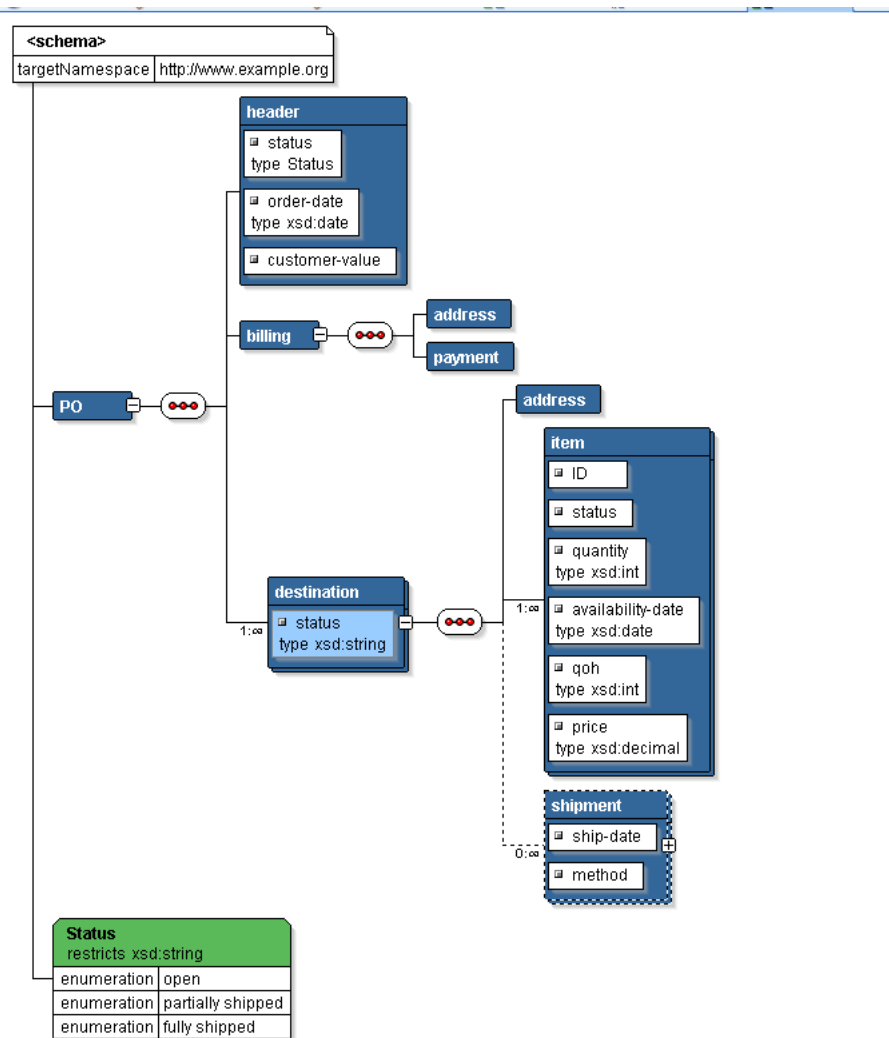 <schema>
targetNamespace http://www.example.org
header
status
type Status
order-date
type xsd:date
customer-value
billing
address
payment
PO
address
item
ID
status
quantity
type xsd:int
availability-date
type xsd:date
qoh
type xsd:int
price
type xsd:decimal
1:∞
destination
status
type xsd:string
1:∞
shipment
ship-date
method
0:∞
Status
restricts xsd:string
enumeration open
enumeration partially shipped
enumeration fully shipped